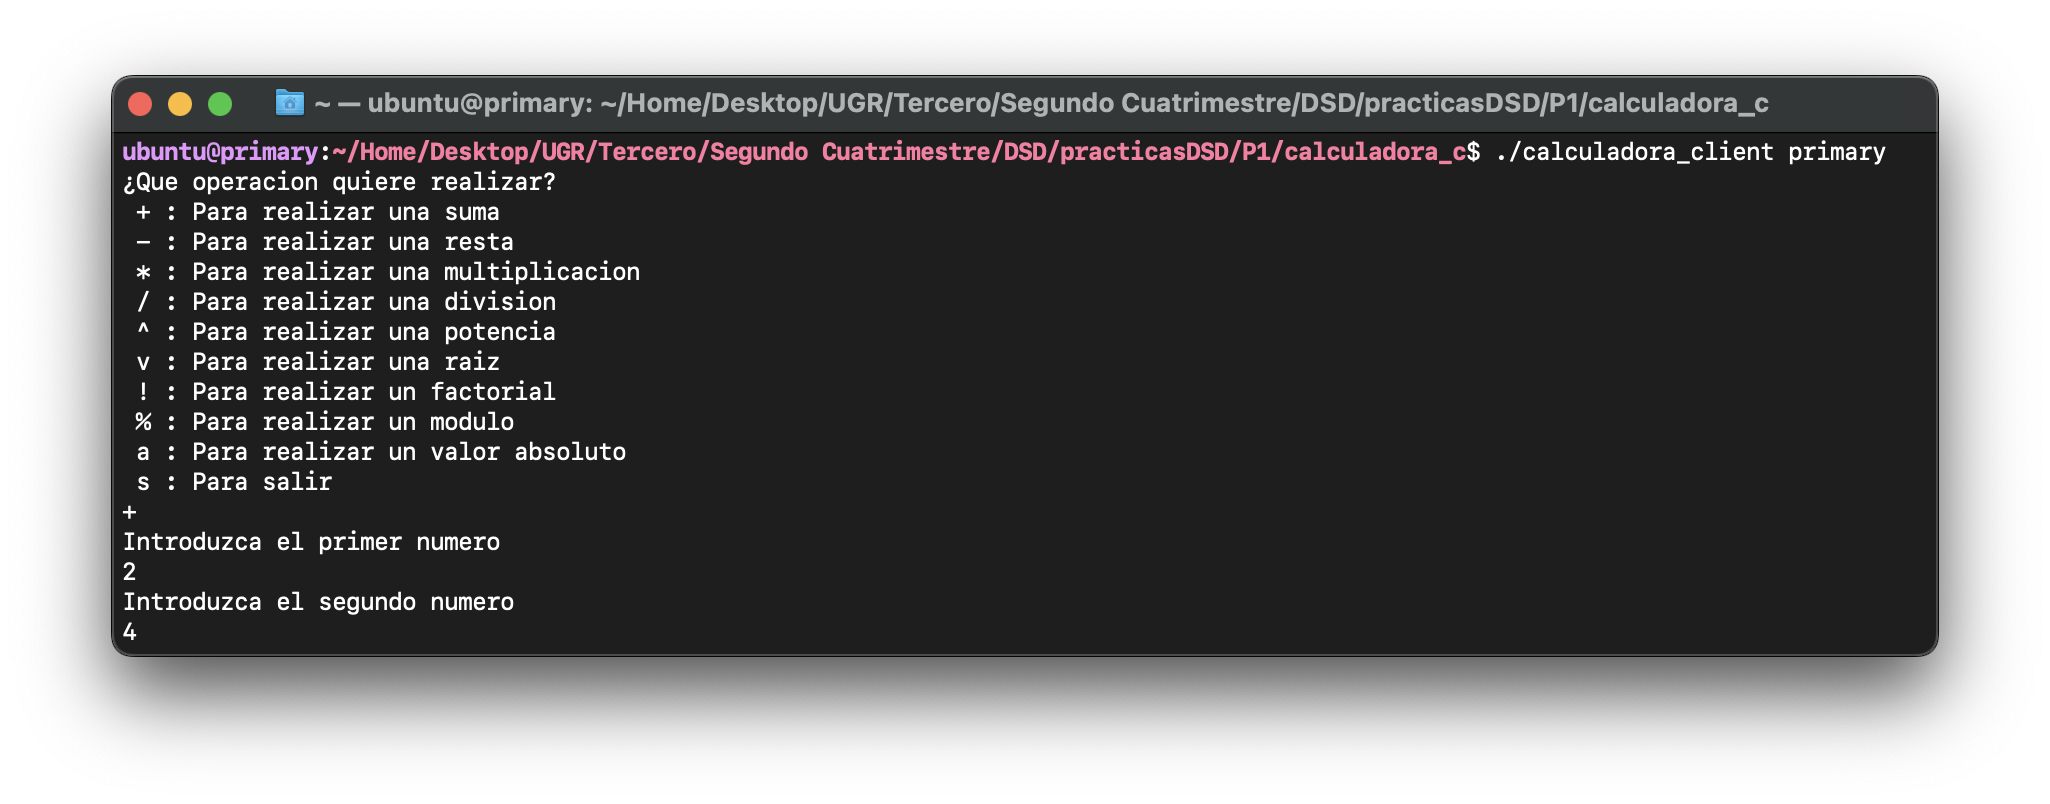 ~ — ubuntu@primary: ~/Home/Desktop/UGR/Tercero/Segundo Cuatrimestre/DSD/practicasDSD/P1/calculadora_c
ubuntu@primary:~/Home/Desktop/UGR/Tercero/Segundo Cuatrimestre/DSD/practicasDSD/P1/calculadora_c$ ./calculadora_client primary
¿Que operacion quiere realizar?
+ : Para realizar una suma
- : Para realizar una resta
* : Para realizar una multiplicacion
/ : Para realizar una division
^ : Para realizar una potencia
v : Para realizar una raiz
! : Para realizar un factorial
% : Para realizar un modulo
a : Para realizar un valor absoluto
s : Para salir
+
Introduzca el primer numero
2
Introduzca el segundo numero
4